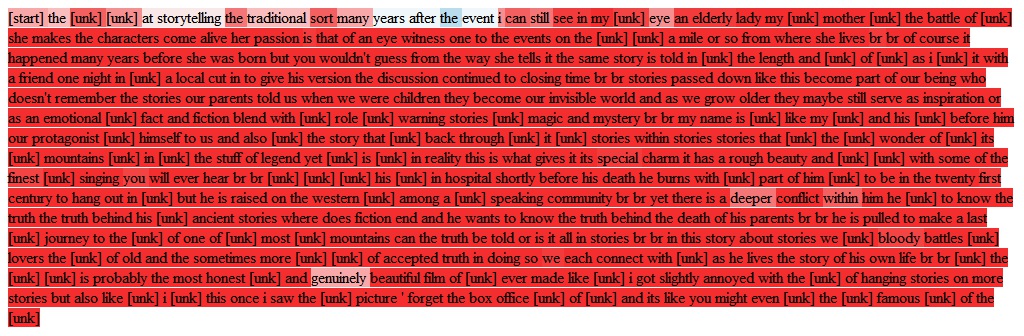 [start] the [unk] [unk] at storytelling the traditional sort many years after the event i can still see in my [unk] eye an elderly lady my [unk] mother [unk] the battle of [unk]
she makes the characters come alive her passion is that of an eye witness one to the events on the [unk] [unk] a mile or so from where she lives br br of course it
happened many years before she was born but you wouldn't guess from the way she tells it the same story is told in [unk] the length and [unk] of [unk] as i [unk] it with
a friend one night in [unk] a local cut in to give his version the discussion continued to closing time br br stories passed down like this become part of our being who
doesn't remember the stories our parents told us when we were children they become our invisible world and as we grow older they maybe still serve as inspiration or
as an emotional [unk] fact and fiction blend with [unk] role [unk] warning stories [unk] magic and mystery br br my name is [unk] like my [unk] and his [unk] before him
our protagonist [unk] himself to us and also [unk] the story that [unk] back through [unk] it [unk] stories within stories stories that [unk] the [unk] wonder of [unk] its
[unk] mountains [unk] in [unk] the stuff of legend yet [unk] is [unk] in reality this is what gives it its special charm it has a rough beauty and [unk] [unk] with some of the
finest [unk] singing you will ever hear br br [unk] [unk] [unk] his [unk] in hospital shortly before his death he burns with [unk] part of him [unk] to be in the twenty first
century to hang out in [unk] but he is raised on the western [unk] among a [unk] speaking community br br yet there is a deeper conflict within him he [unk] to know the
truth the truth behind his [unk] ancient stories where does fiction end and he wants to know the truth behind the death of his parents br br he is pulled to make a last
[unk] journey to the [unk] of one of [unk] most [unk] mountains can the truth be told or is it all in stories br br in this story about stories we [unk] bloody battles [unk]
lovers the [unk] of old and the sometimes more [unk] [unk] of accepted truth in doing so we each connect with [unk] as he lives the story of his own life br br [unk] the
[unk] [unk] is probably the most honest [unk] and genuinely beautiful film of [unk] ever made like [unk] i got slightly annoyed with the [unk] of hanging stories on more
stories but also like [unk] i [unk] this once i saw the [unk] picture ' forget the box office [unk] of [unk] and its like you might even [unk] the [unk] famous [unk] of the
[unk]